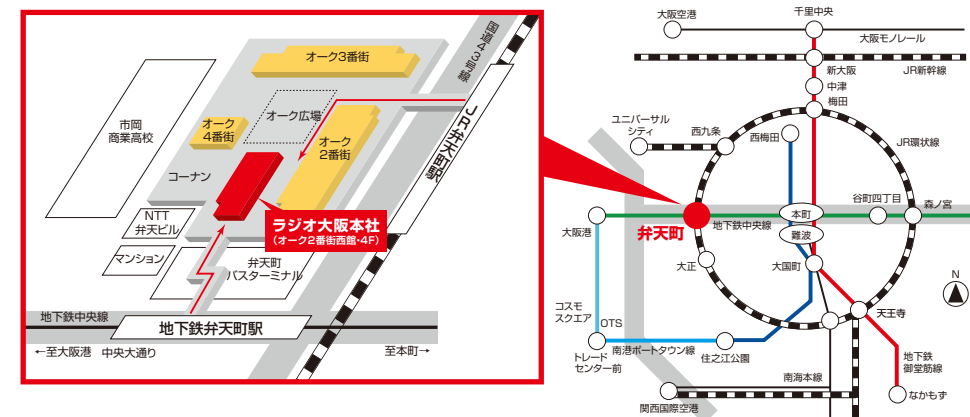 オーク3番街
国道43号線
市岡
商業高校
オーク
4番街
オーク広場
オーク
2番街
JR弁天町駅
コーナン
NTT
弁天ビル
マンション
ラジオ大阪本社
(オーク2番街西館・4F)
弁天町
バスターミナル
地下鉄中央線
地下鉄弁天町駅
←至大阪港
中央大通り
至本町→
大阪空港
千里中央
大阪モノレール
新大阪
JR新幹線
中津
梅田
ユニバーサル
シティ
西九条
西梅田
JR環状線
谷町四丁目
森ノ宮
本町
大阪港
弁天町
地下鉄中央線
難波
大正
大国町
N
コスモ
スクエア
OTS
天王寺
トレード
センター前
南港ポートタウン線
住之江公園
地下鉄
御堂筋線
南海本線
なかもず
関西国際空港